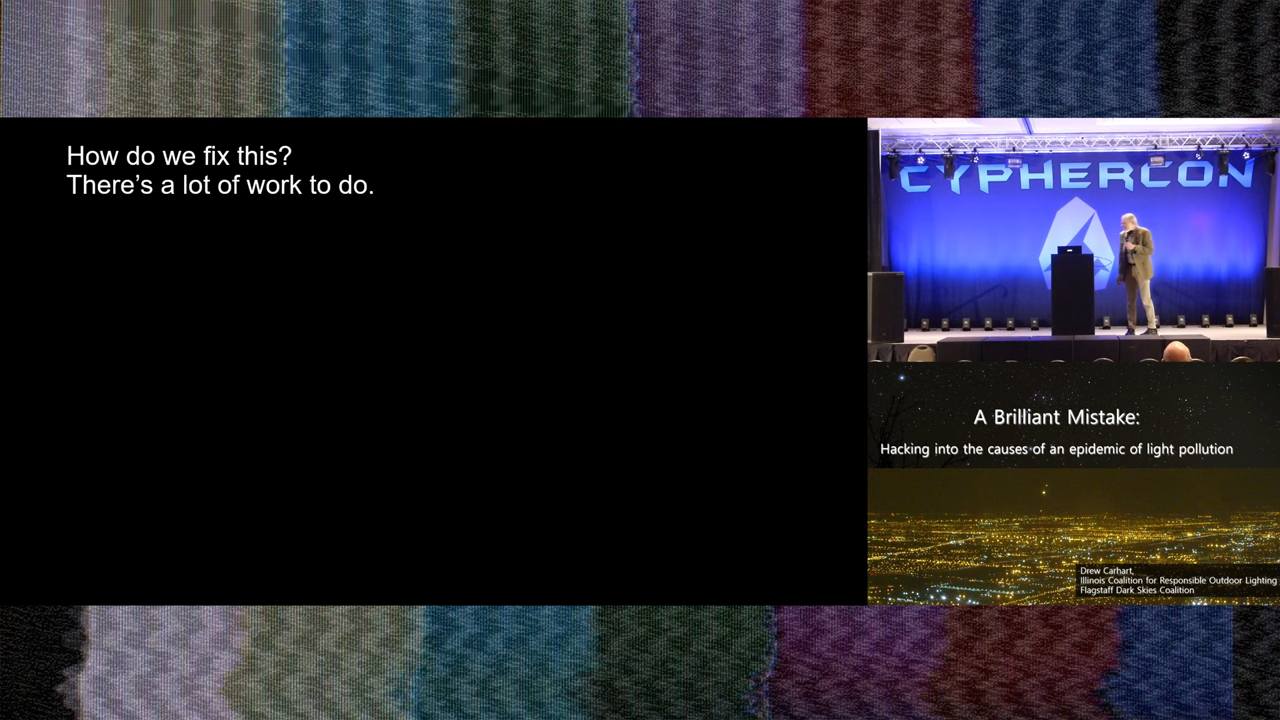 How do we fix this?
There's a lot of work to do.
CYPHERCON
A Brilliant Mistake:
Hacking into the causes of an epidemic of light pollution
Drew Carhart,
Illinois Coalition for Responsible Outdoor Lighting
Flagstaff Dark Skies Coalition